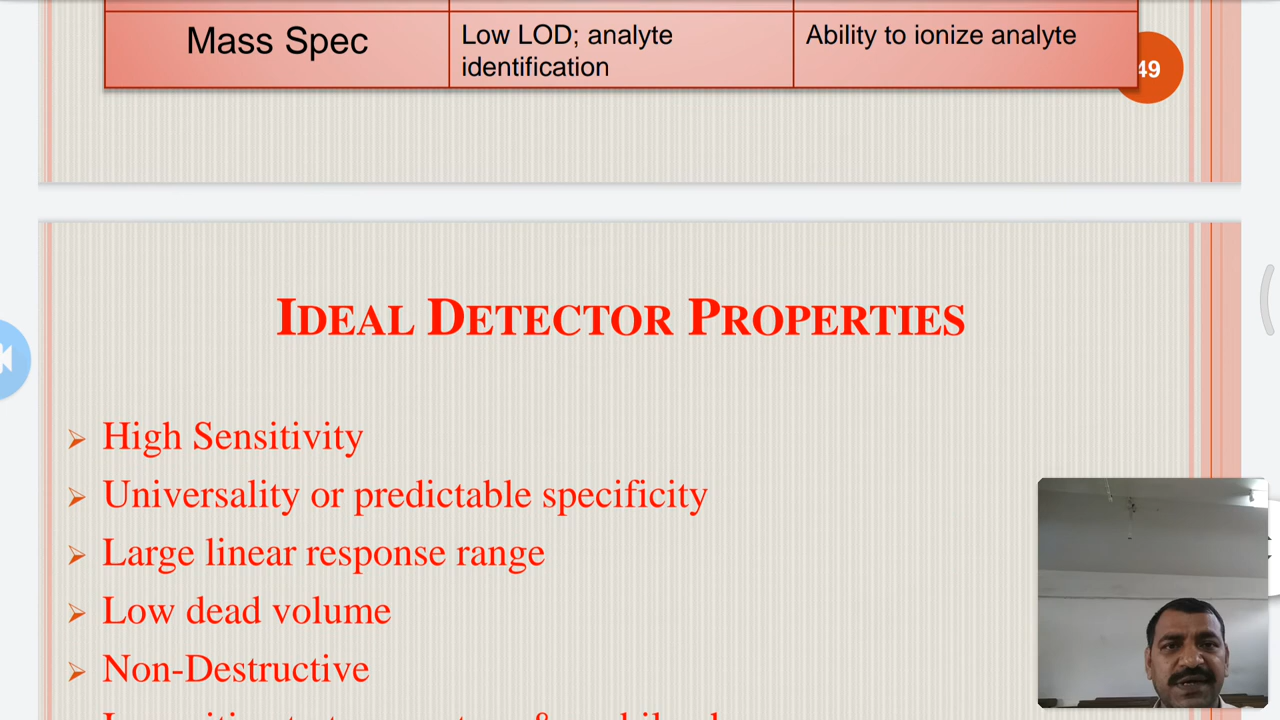 Mass Spec
Low LOD; analyte
identification
Ability to ionize analyte
49
IDEAL DETECTOR PROPERTIES
➢ High Sensitivity
➢ Universality or predictable specificity
➢ Large linear response range
➢ Low dead volume
➢ Non-Destructive